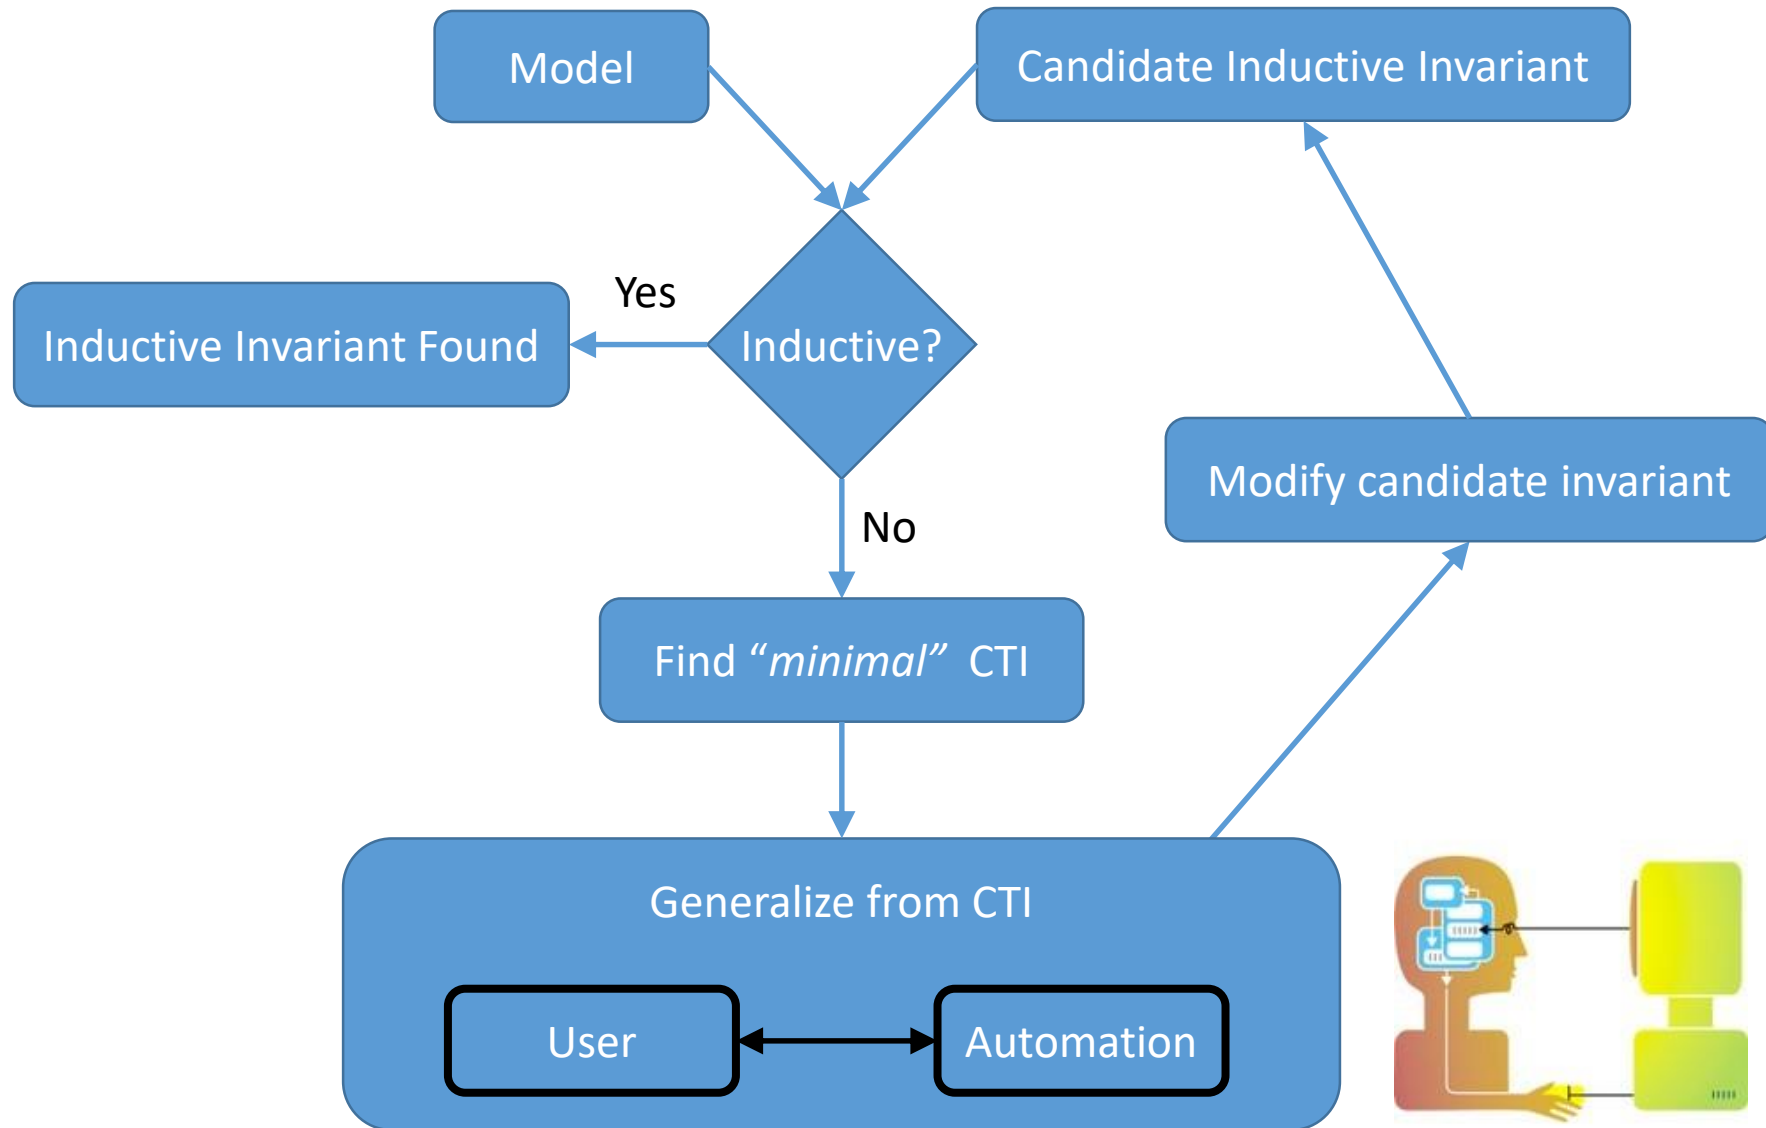 Model
Candidate Inductive Invariant
Yes
Inductive Invariant Found
Inductive?
Modify candidate invariant
No
Find “minimal”  CTI
Generalize from CTI
User
Automation